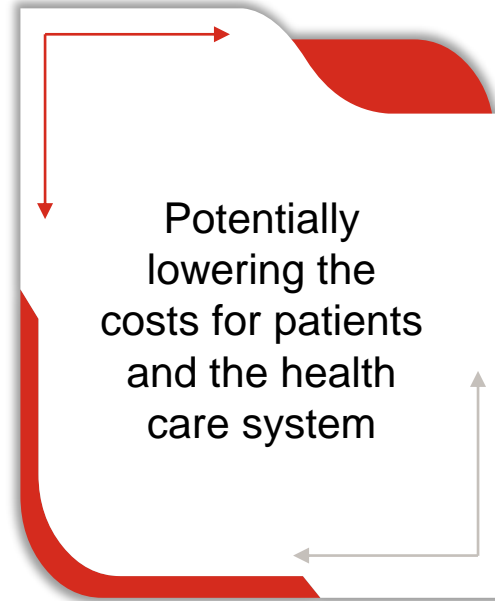 Potentially
lowering the
costs for patients
and the health
care system